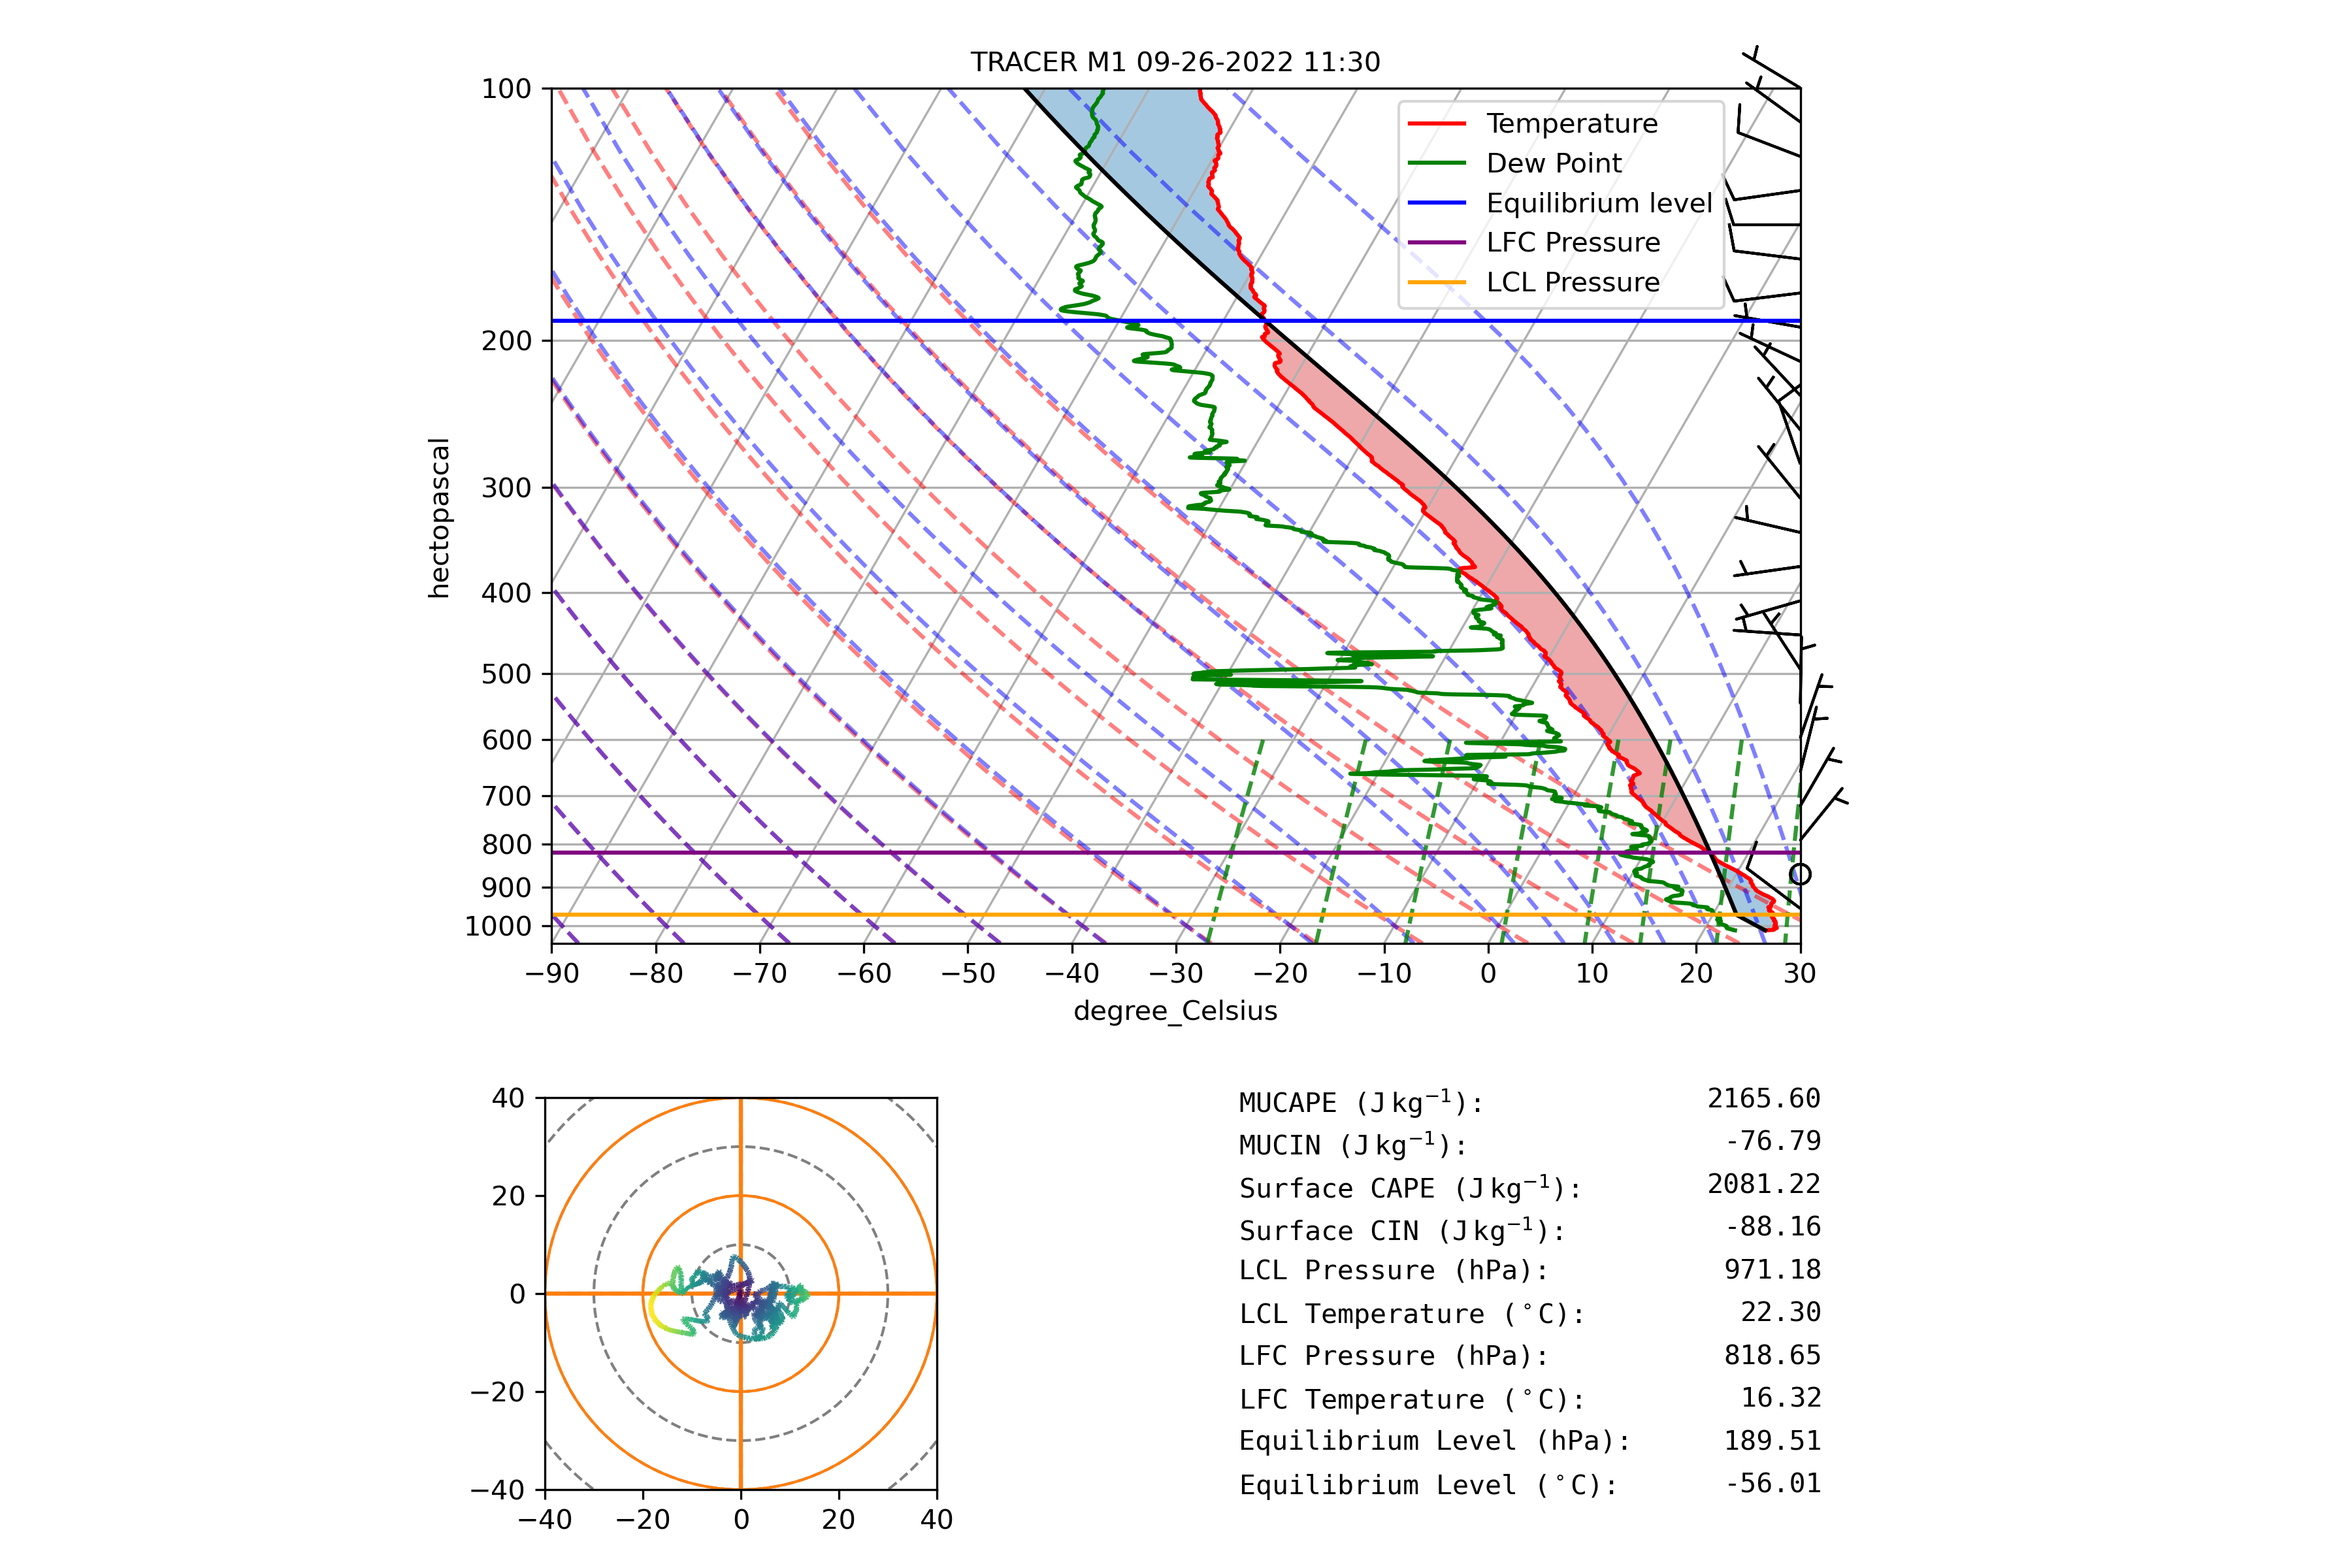 TRACER M1 09-26-2022 11:30
100
200
300
400
500
600
700
800
900
1000
hectopascal
Temperature
Dew Point
Equilibrium level
LFC Pressure
LCL Pressure
−90 −80 −70 −60 −50 −40 −30 −20 −10 0 10 20 30
degree_Celsius
40
20
0
−20
−40
−40 −20 0 20 40
MUCAPE (J kg⁻¹): 2165.60
MUCIN (J kg⁻¹): -76.79
Surface CAPE (J kg⁻¹): 2081.22
Surface CIN (J kg⁻¹): -88.16
LCL Pressure (hPa): 971.18
LCL Temperature (°C): 22.30
LFC Pressure (hPa): 818.65
LFC Temperature (°C): 16.32
Equilibrium Level (hPa): 189.51
Equilibrium Level (°C): -56.01